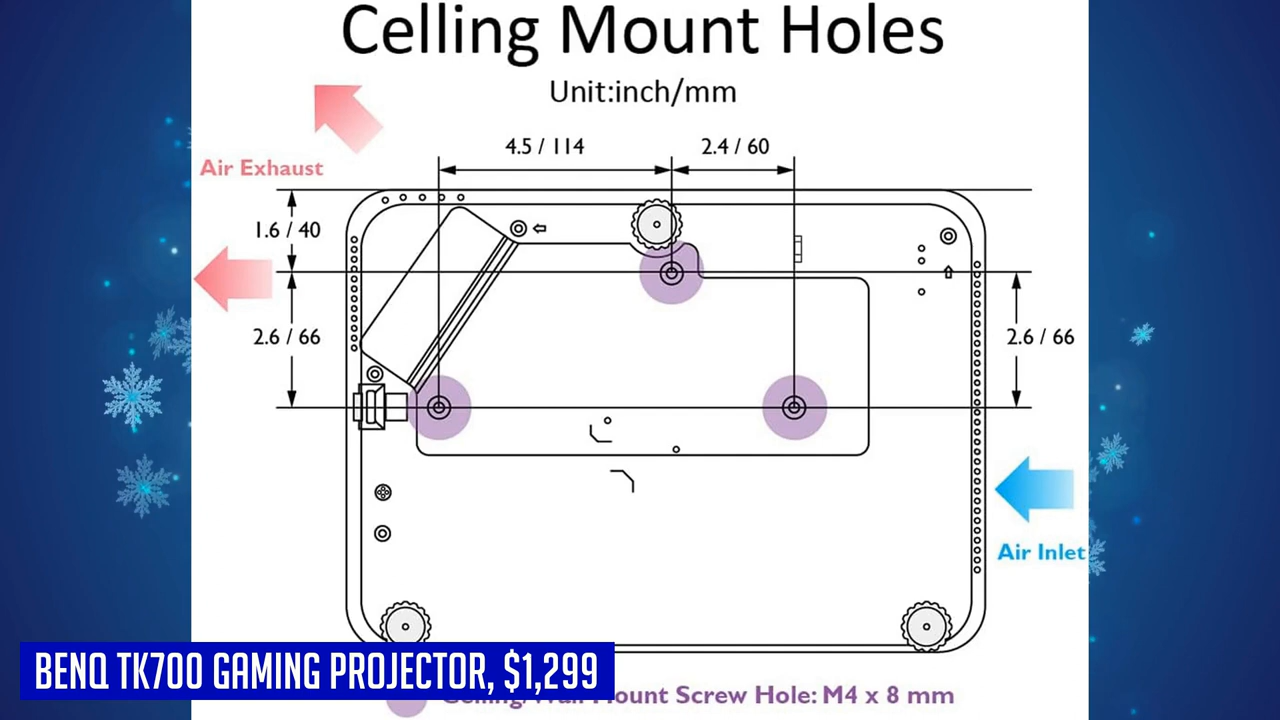 Celling Mount Holes
Unit:inch/mm
4.5 / 114
2.4 / 60
Air Exhaust
1.6 / 40
2.6 / 66
2.6 / 66
Air Inlet
BENQ TK700 GAMING PROJECTOR, $1,299
Mount Screw Hole: M4 x 8 mm